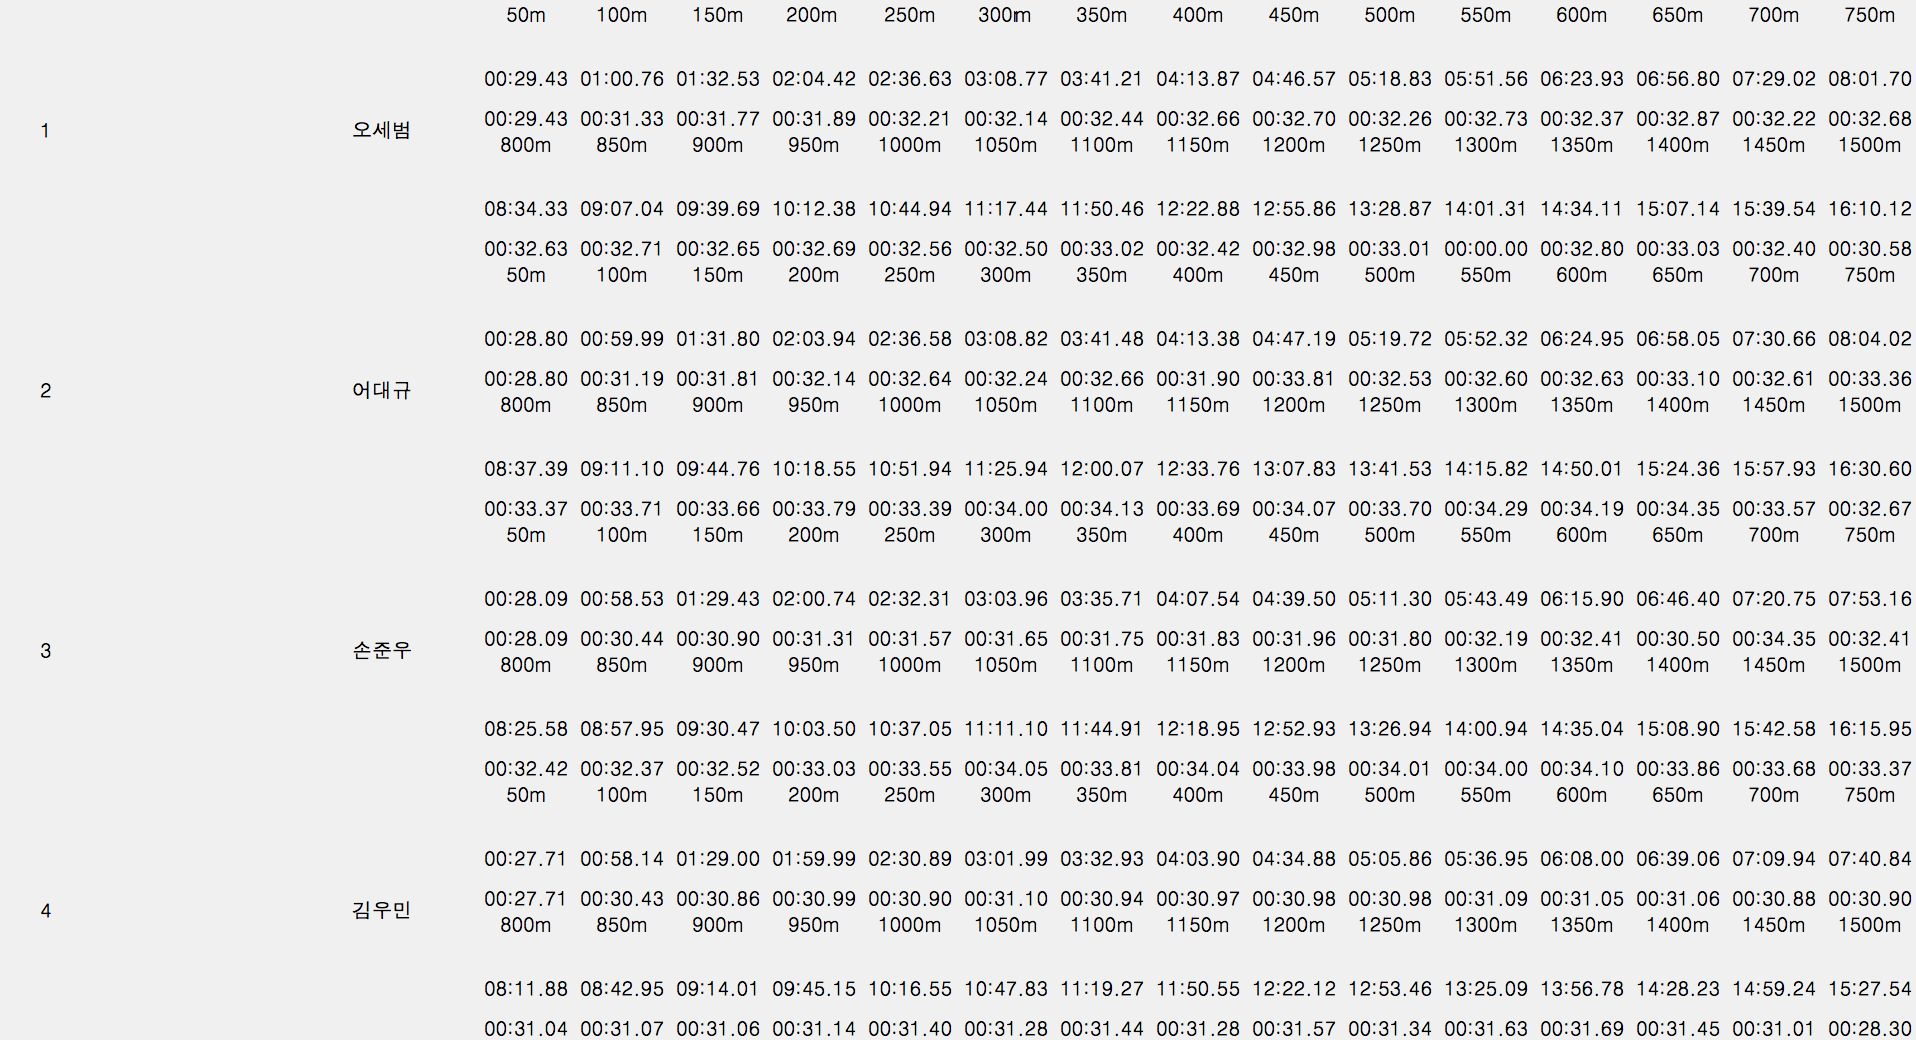 50m 100m 150m 200m 250m 300m 350m 400m 450m 500m 550m 600m 650m 700m 750m
00:29.43 01:00.76 01:32.53 02:04.42 02:36.63 03:08.77 03:41.21 04:13.87 04:46.57 05:18.83 05:51.56 06:23.93 06:56.80 07:29.02 08:01.70
00:29.43 00:31.33 00:31.77 00:31.89 00:32.21 00:32.14 00:32.44 00:32.66 00:32.70 00:32.26 00:32.73 00:32.37 00:32.87 00:32.22 00:32.68
1 오세범
800m 850m 900m 950m 1000m 1050m 1100m 1150m 1200m 1250m 1300m 1350m 1400m 1450m 1500m
08:34.33 09:07.04 09:39.69 10:12.38 10:44.94 11:17.44 11:50.46 12:22.88 12:55.86 13:28.87 14:01.31 14:34.11 15:07.14 15:39.54 16:10.12
00:32.63 00:32.71 00:32.65 00:32.69 00:32.56 00:32.50 00:33.02 00:32.42 00:32.98 00:33.01 00:00.00 00:32.80 00:33.03 00:32.40 00:30.58
50m 100m 150m 200m 250m 300m 350m 400m 450m 500m 550m 600m 650m 700m 750m
00:28.80 00:59.99 01:31.80 02:03.94 02:36.58 03:08.82 03:41.48 04:13.38 04:47.19 05:19.72 05:52.32 06:24.95 06:58.05 07:30.66 08:04.02
00:28.80 00:31.19 00:31.81 00:32.14 00:32.64 00:32.24 00:32.66 00:31.90 00:33.81 00:32.53 00:32.60 00:32.63 00:33.10 00:32.61 00:33.36
2 어대규
800m 850m 900m 950m 1000m 1050m 1100m 1150m 1200m 1250m 1300m 1350m 1400m 1450m 1500m
08:37.39 09:11.10 09:44.76 10:18.55 10:51.94 11:25.94 12:00.07 12:33.76 13:07.83 13:41.53 14:15.82 14:50.01 15:24.36 15:57.93 16:30.60
00:33.37 00:33.71 00:33.66 00:33.79 00:33.39 00:34.00 00:34.13 00:33.69 00:34.07 00:33.70 00:34.29 00:34.19 00:34.35 00:33.57 00:32.67
50m 100m 150m 200m 250m 300m 350m 400m 450m 500m 550m 600m 650m 700m 750m
00:28.09 00:58.53 01:29.43 02:00.74 02:32.31 03:03.96 03:35.71 04:07.54 04:39.50 05:11.30 05:43.49 06:15.90 06:46.40 07:20.75 07:53.16
00:28.09 00:30.44 00:30.90 00:31.31 00:31.57 00:31.65 00:31.75 00:31.83 00:31.96 00:31.80 00:32.19 00:32.41 00:30.50 00:34.35 00:32.41
3 손준우
800m 850m 900m 950m 1000m 1050m 1100m 1150m 1200m 1250m 1300m 1350m 1400m 1450m 1500m
08:25.58 08:57.95 09:30.47 10:03.50 10:37.05 11:11.10 11:44.91 12:18.95 12:52.93 13:26.94 14:00.94 14:35.04 15:08.90 15:42.58 16:15.95
00:32.42 00:32.37 00:32.52 00:33.03 00:33.55 00:34.05 00:33.81 00:34.04 00:33.98 00:34.01 00:34.00 00:34.10 00:33.86 00:33.68 00:33.37
50m 100m 150m 200m 250m 300m 350m 400m 450m 500m 550m 600m 650m 700m 750m
00:27.71 00:58.14 01:29.00 01:59.99 02:30.89 03:01.99 03:32.93 04:03.90 04:34.88 05:05.86 05:36.95 06:08.00 06:39.06 07:09.94 07:40.84
00:27.71 00:30.43 00:30.86 00:30.99 00:30.90 00:31.10 00:30.94 00:30.97 00:30.98 00:30.98 00:31.09 00:31.05 00:31.06 00:30.88 00:30.90
4 김우민
800m 850m 900m 950m 1000m 1050m 1100m 1150m 1200m 1250m 1300m 1350m 1400m 1450m 1500m
08:11.88 08:42.95 09:14.01 09:45.15 10:16.55 10:47.83 11:19.27 11:50.55 12:22.12 12:53.46 13:25.09 13:56.78 14:28.23 14:59.24 15:27.54
00:31.04 00:31.07 00:31.06 00:31.14 00:31.40 00:31.28 00:31.44 00:31.28 00:31.57 00:31.34 00:31.63 00:31.69 00:31.45 00:31.01 00:28.30